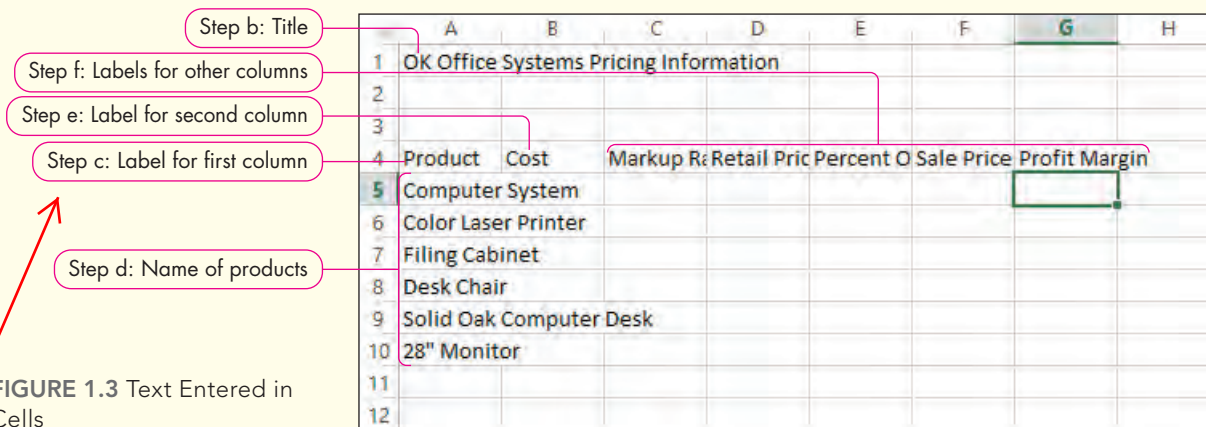 Step b: Title
Step f: Labels for other columns
Step e: Label for second column
Step c: Label for first column
Step d: Name of products
A B C D E F G H
1 OK Office Systems Pricing Information
2
3
4 Product Cost Markup Ra Retail Pric Percent O Sale Price Profit Margin
5 Computer System
6 Color Laser Printer
7 Filing Cabinet
8 Desk Chair
9 Solid Oak Computer Desk
10 28" Monitor
11
12
FIGURE 1.3 Text Entered in
Cells